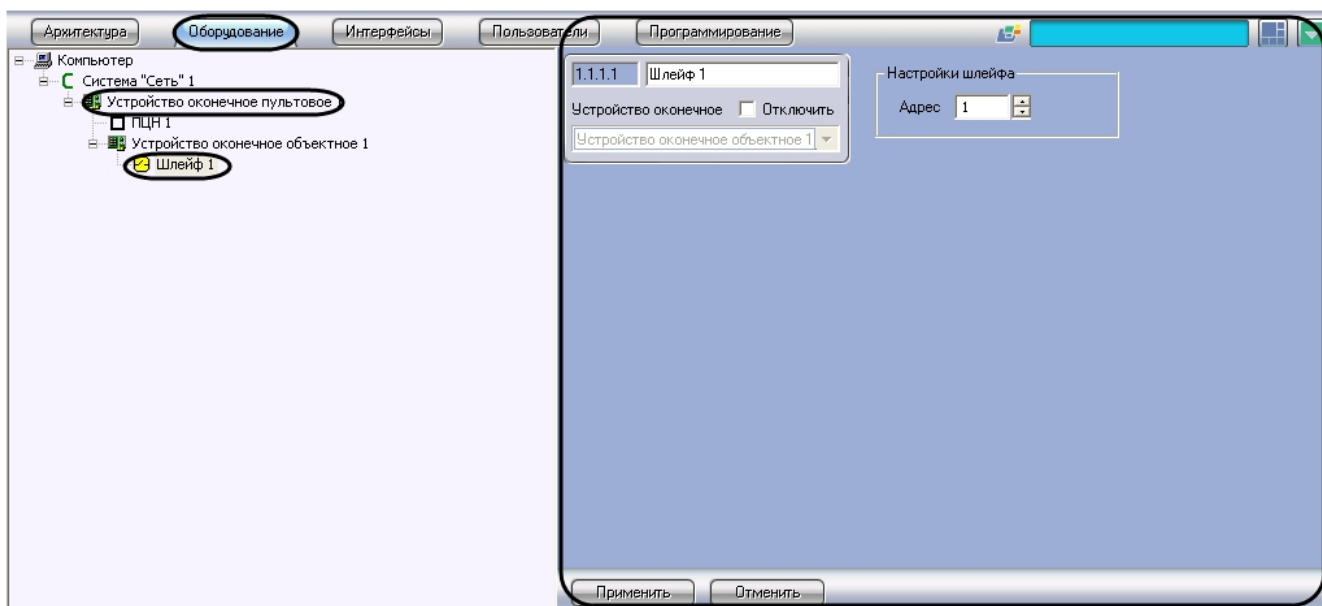 Архитектура Оборудование Интерфейсы Пользователи Программирование
Компьютер
Система "Сеть" 1
Устройство оконечное пультовое
ПЦН 1
Устройство оконечное объектное 1
Шлейф 1
1.1.1.1 Шлейф 1
Устройство оконечное Отключить
Устройство оконечное объектное 1
Настройки шлейфа
Адрес 1
Применить Отменить